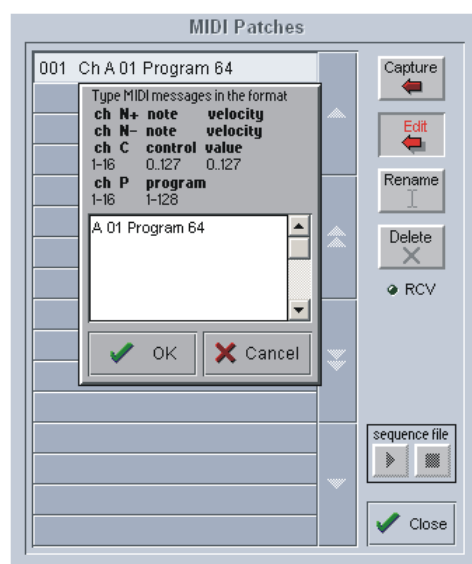 MIDI Patches
001 Ch A 01 Program 64
Type MIDI messages in the format
ch N+ note velocity
ch N- note velocity
ch C control value
1-16 0..127 0..127
ch P program
1-16 1-128
A 01 Program 64
OK
Cancel
Capture
Edit
Rename
Delete
RCV
sequence file
Close